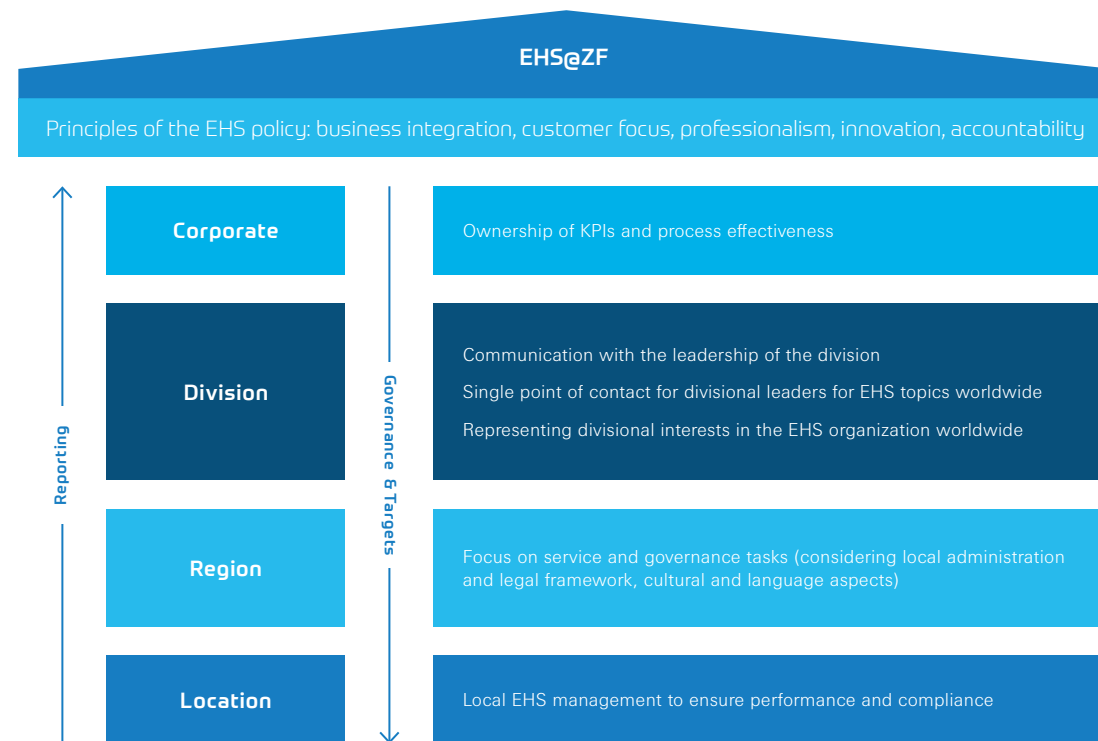 EHS@ZF
Principles of the EHS policy: business integration, customer focus, professionalism, innovation, accountability
Reporting
Governance & Targets
Corporate
Ownership of KPIs and process effectiveness
Division
Communication with the leadership of the division
Single point of contact for divisional leaders for EHS topics worldwide
Representing divisional interests in the EHS organization worldwide
Region
Focus on service and governance tasks (considering local administration
and legal framework, cultural and language aspects)
Location
Local EHS management to ensure performance and compliance